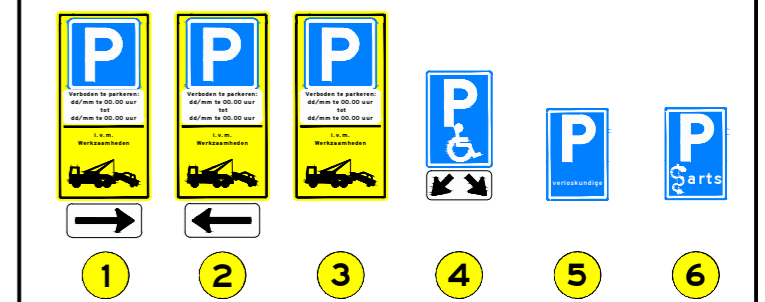 P
Verboden te parkeren:
dd/mm te 00.00 uur
tot
dd/mm te 00.00 uur
i.v.m.
Werkzaamheden
1
P
Verboden te parkeren:
dd/mm te 00.00 uur
tot
dd/mm te 00.00 uur
i.v.m.
Werkzaamheden
2
P
Verboden te parkeren:
dd/mm te 00.00 uur
tot
dd/mm te 00.00 uur
i.v.m.
Werkzaamheden
3
P
4
P
verloskundige
5
P
arts
6